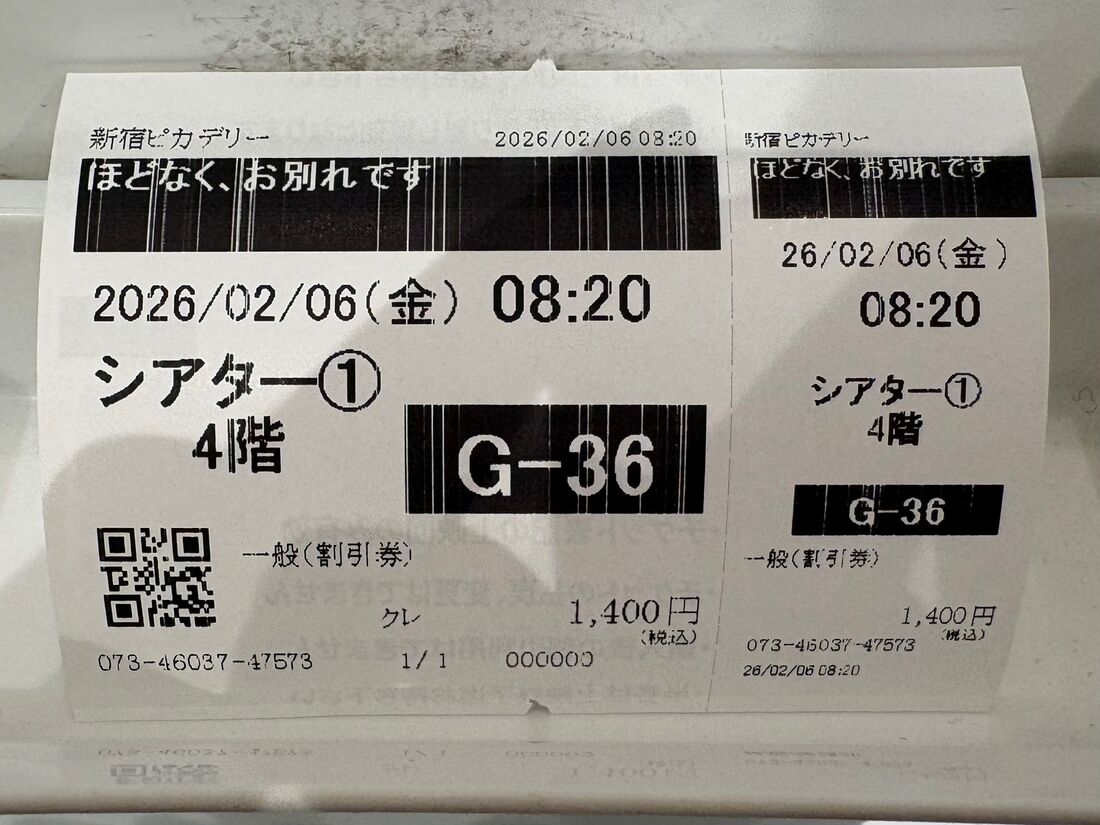 新宿ピカデリー 2026/02/06 08:20
ほどなく、お別れです
2026/02/06(金) 08:20
シアター①
4階
G-36
一般(割引券)
クレ 1,400円
(税込)
073-46037-47573 1/1 000000
新宿ピカデリー
ほどなく、お別れです
26/02/06(金)
08:20
シアター①
4階
G-36
一般(割引券)
1,400円
(税込)
073-46037-47573
26/02/06 08:20